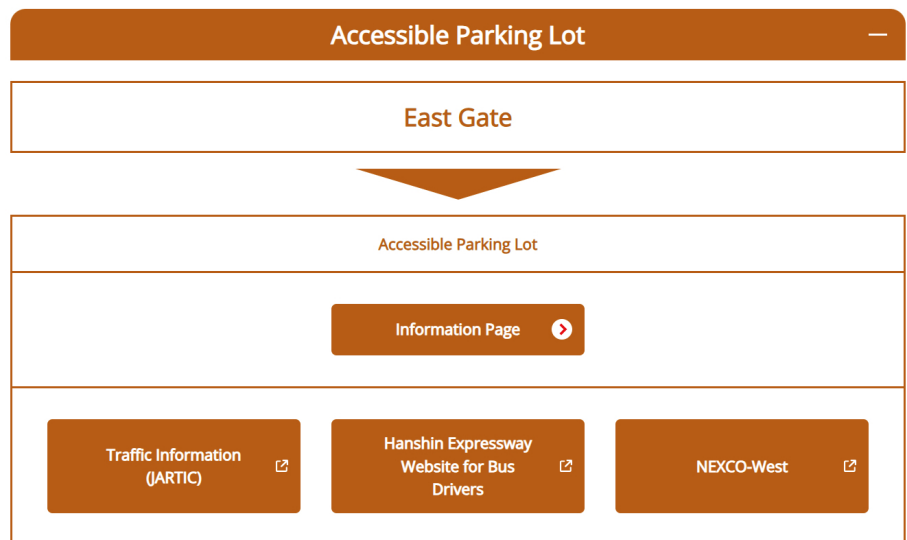 Accessible Parking Lot
East Gate
Accessible Parking Lot
Information Page
Traffic Information
(JARTIC)
Hanshin Expressway
Website for Bus
Drivers
NEXCO-West